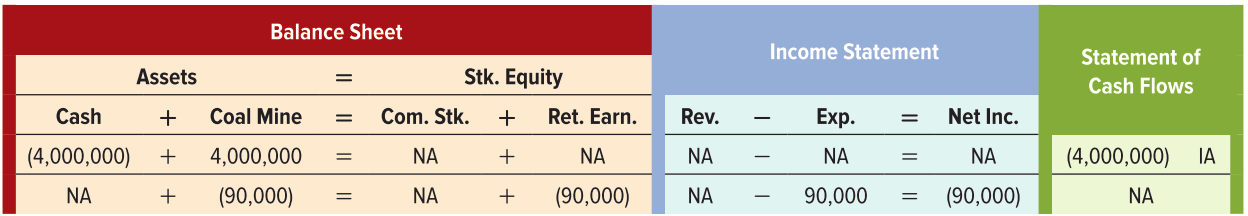 Balance Sheet
Income Statement
Statement of
Cash Flows
Assets = Stk. Equity
Cash + Coal Mine = Com. Stk. + Ret. Earn. Rev. − Exp. = Net Inc.
(4,000,000) + 4,000,000 = NA + NA NA − NA = NA (4,000,000) IA
NA + (90,000) = NA + (90,000) NA − 90,000 = (90,000) NA